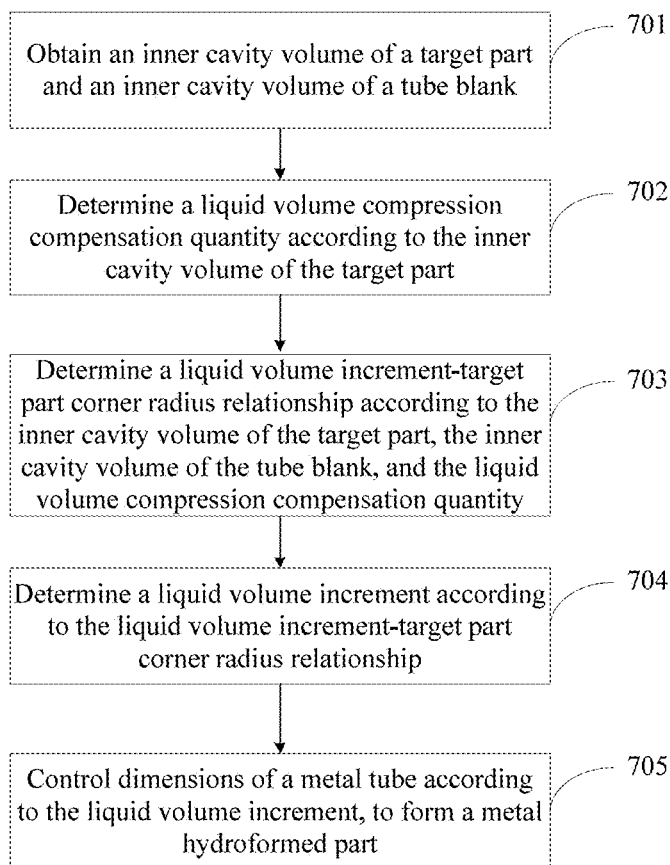 701
Obtain an inner cavity volume of a target part
and an inner cavity volume of a tube blank
702
Determine a liquid volume compression
compensation quantity according to the inner
cavity volume of the target part
703
Determine a liquid volume increment-target
part corner radius relationship according to the
inner cavity volume of the target part, the inner
cavity volume of the tube blank, and the liquid
volume compression compensation quantity
704
Determine a liquid volume increment according
to the liquid volume increment-target part
corner radius relationship
705
Control dimensions of a metal tube according
to the liquid volume increment, to form a metal
hydroformed part